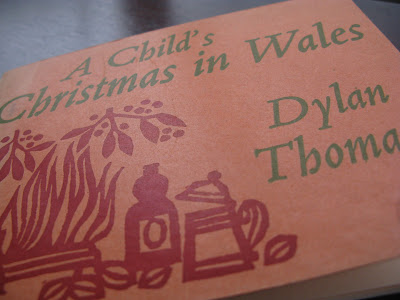 A Child's
Christmas in Wales
Dylan
Thoma